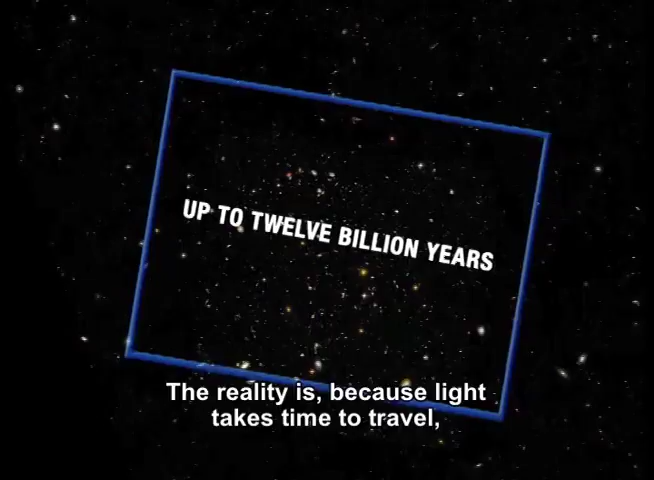 UP TO TWELVE BILLION YEARS
The reality is, because light
takes time to travel,